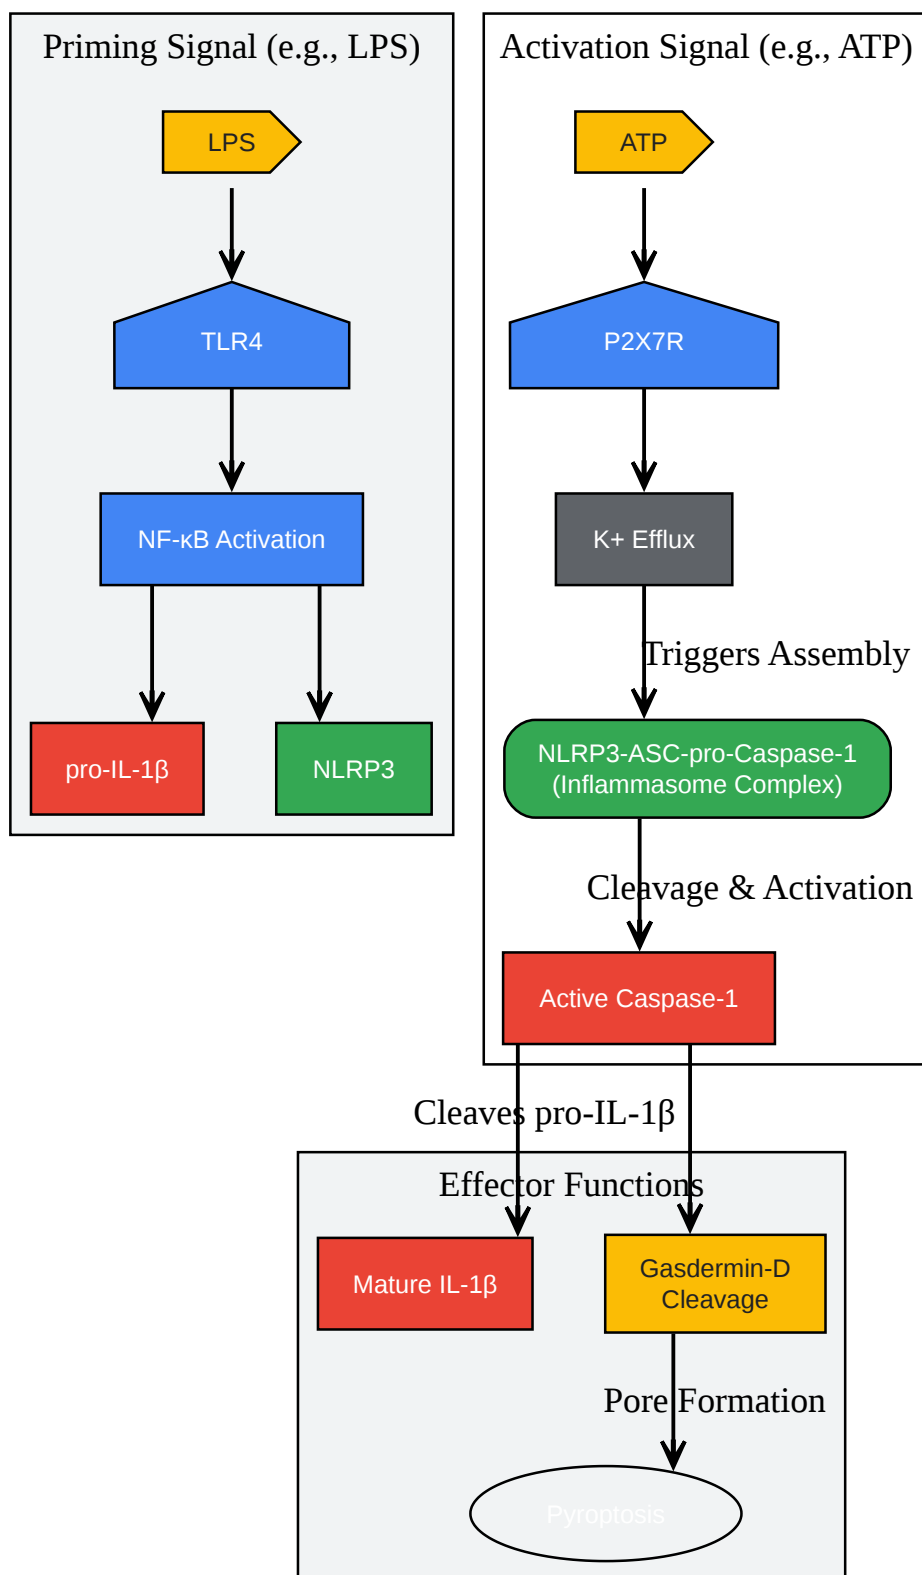 Priming Signal (e.g., LPS)
LPS
TLR4
NF-κB Activation
pro-IL-1β
NLRP3
Activation Signal (e.g., ATP)
ATP
P2X7R
K+ Efflux
Triggers Assembly
NLRP3-ASC-pro-Caspase-1
(Inflammasome Complex)
Cleavage & Activation
Active Caspase-1
Cleaves pro-IL-1β
Effector Functions
Mature IL-1β
Gasdermin-D
Cleavage
Pore Formation
Pyroptosis